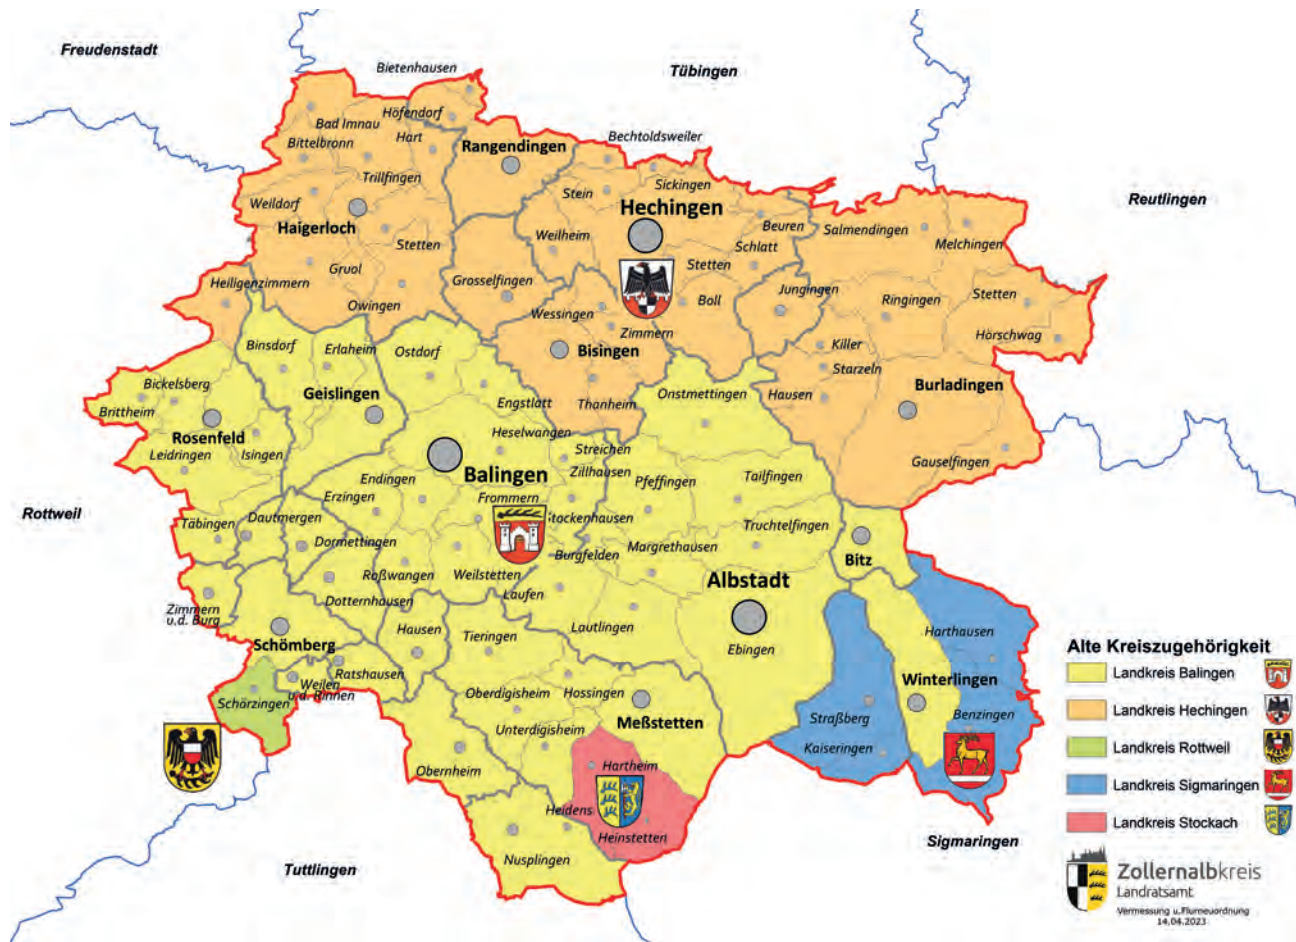 Freudenstadt
Tübingen
Reutlingen
Rottweil
Tuttlingen
Sigmaringen
Bietenhausen
Höfendorf
Bad Imnau
Hart
Bittelbronn
Trillfingen
Weildorf
Haigerloch
Stetten
Gruol
Heiligenzimmern
Owingen
Rangendingen
Bechtoldsweiler
Stein
Sickingen
Hechingen
Weilheim
Beuren
Schlatt
Stetten
Boll
Grosselfingen
Wessingen
Zimmern
Bisingen
Thanheim
Jungingen
Salmendingen
Melchingen
Ringingen
Stetten
Hörschwag
Killer
Starzeln
Hausen
Burladingen
Gauselfingen
Binsdorf
Erlaheim
Geislingen
Ostdorf
Engstlatt
Heselwangen
Balingen
Streichen
Zillhausen
Endingen
Erzingen
Frommern
Stockenhausen
Roßwangen
Weilstetten
Burgfelden
Laufen
Bickelsberg
Brittheim
Rosenfeld
Leidringen
Isingen
Täbingen
Dautmergen
Dormettingen
Dotternhausen
Zimmern
u.d. Burg
Schömberg
Weilen
u.d. Rinnen
Ratshausen
Schörzingen
Hausen
Tieringen
Onstmettingen
Pfeffingen
Tailfingen
Truchtelfingen
Margrethausen
Albstadt
Lautlingen
Ebingen
Bitz
Harthausen
Winterlingen
Benzingen
Straßberg
Kaiseringen
Oberdigisheim
Hossingen
Meßstetten
Unterdigisheim
Obernheim
Hartheim
Heidens
Heinstetten
Nusplingen
Alte Kreiszugehörigkeit
Landkreis Balingen
Landkreis Hechingen
Landkreis Rottweil
Landkreis Sigmaringen
Landkreis Stockach
Zollernalbkreis
Landratsamt
Vermessung u.Flurneuordnung
14.04.2023